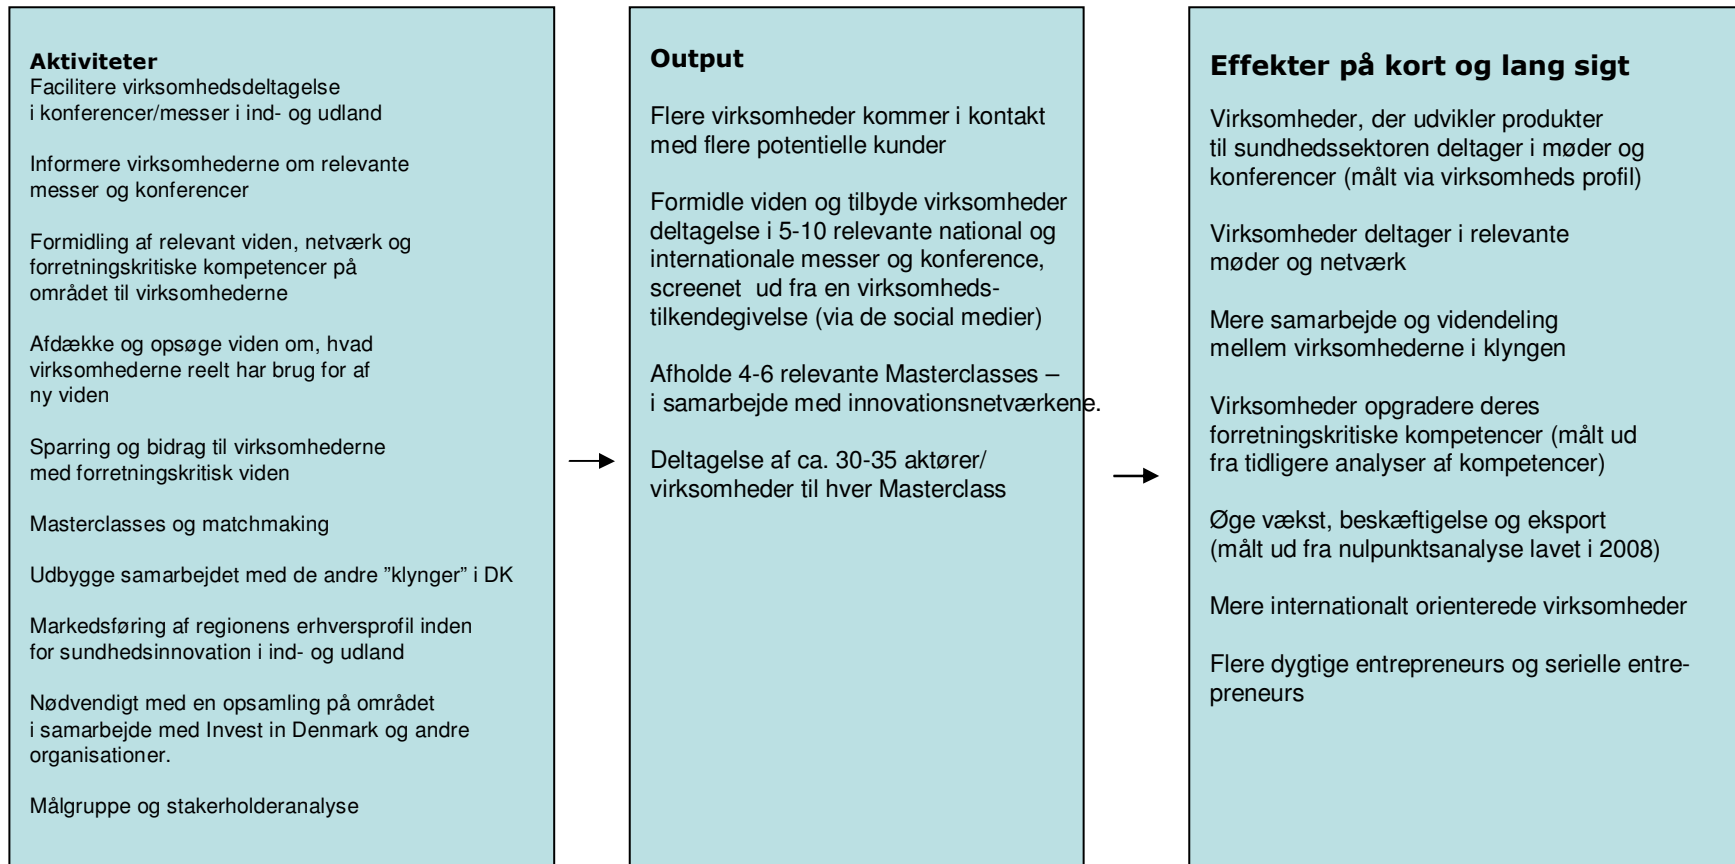 Aktiviteter
Facilitere virksomhedsdeltagelse
i konferencer/messer i ind- og udland
Informere virksomhederne om relevante
messer og konferencer
Formidling af relevant viden, netværk og
forretningskritiske kompetencer på
området til virksomhederne
Afdække og opsøge viden om, hvad
virksomhederne reelt har brug for af
ny viden
Sparring og bidrag til virksomhederne
med forretningskritisk viden
Masterclasses og matchmaking
Udbygge samarbejdet med de andre ”klynger” i DK
Markedsføring af regionens erhversprofil inden
for sundhedsinnovation i ind- og udland
Nødvendigt med en opsamling på området
i samarbejde med Invest in Denmark og andre
organisationer.
Målgruppe og stakerholderanalyse
Output
Flere virksomheder kommer i kontakt
med flere potentielle kunder
Formidle viden og tilbyde virksomheder
deltagelse i 5-10 relevante national og
internationale messer og konference,
screenet ud fra en virksomheds-
tilkendegivelse (via de social medier)
Afholde 4-6 relevante Masterclasses –
i samarbejde med innovationsnetværkene.
Deltagelse af ca. 30-35 aktører/
virksomheder til hver Masterclass
Effekter på kort og lang sigt
Virksomheder, der udvikler produkter
til sundhedssektoren deltager i møder og
konferencer (målt via virksomheds profil)
Virksomheder deltager i relevante
møder og netværk
Mere samarbejde og videndeling
mellem virksomhederne i klyngen
Virksomheder opgradere deres
forretningskritiske kompetencer (målt ud
fra tidligere analyser af kompetencer)
Øge vækst, beskæftigelse og eksport
(målt ud fra nulpunktsanalyse lavet i 2008)
Mere internationalt orienterede virksomheder
Flere dygtige entrepreneurs og serielle entre-
preneurs